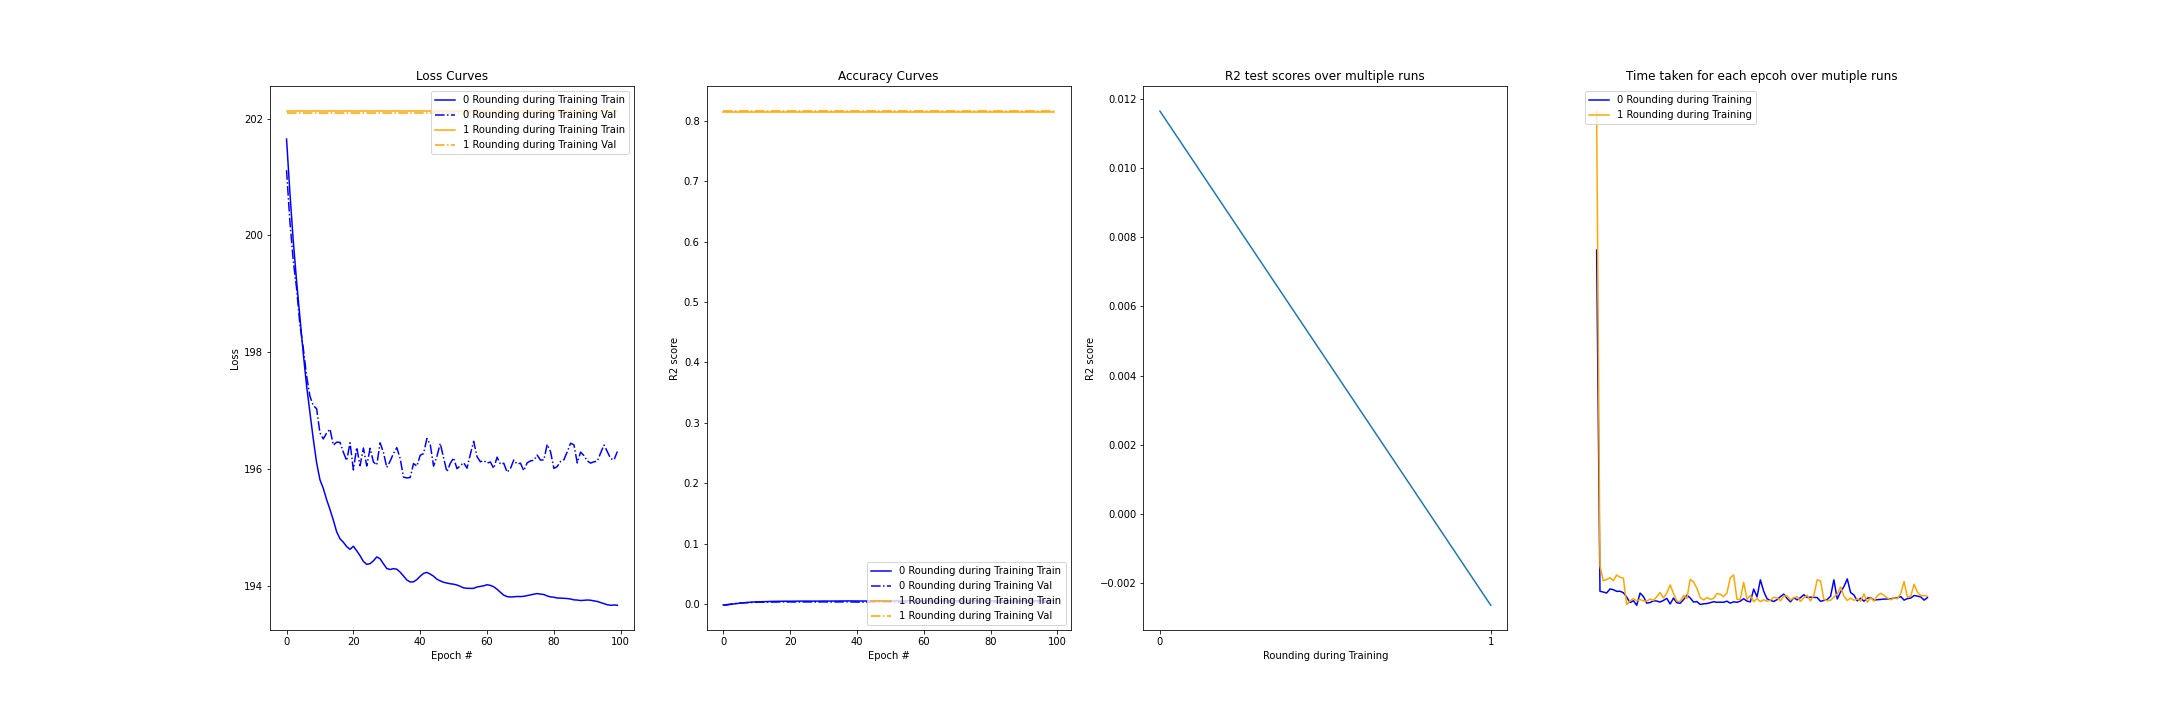 Loss Curves
202
200
198
196
194
Loss
0 20 40 60 80 100
Epoch #
0 Rounding during Training Train
0 Rounding during Training Val
1 Rounding during Training Train
1 Rounding during Training Val
Accuracy Curves
0.8
0.7
0.6
0.5
0.4
0.3
0.2
0.1
0.0
R2 score
0 20 40 60 80 100
Epoch #
0 Rounding during Training Train
0 Rounding during Training Val
1 Rounding during Training Train
1 Rounding during Training Val
R2 test scores over multiple runs
0.012
0.010
0.008
0.006
0.004
0.002
0.000
−0.002
R2 score
0 1
Rounding during Training
Time taken for each epcoh over mutiple runs
0 Rounding during Training
1 Rounding during Training